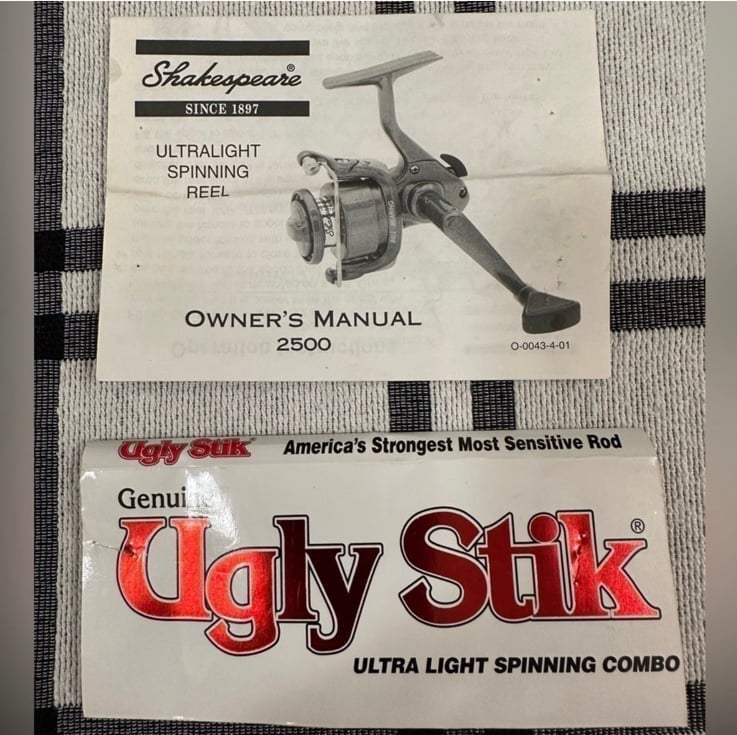 Shakespeare®
SINCE 1897
ULTRALIGHT
SPINNING
REEL
OWNER'S MANUAL
2500
O-0043-4-01
Ugly Stik America's Strongest Most Sensitive Rod
Genuine
Ugly Stik®
ULTRA LIGHT SPINNING COMBO